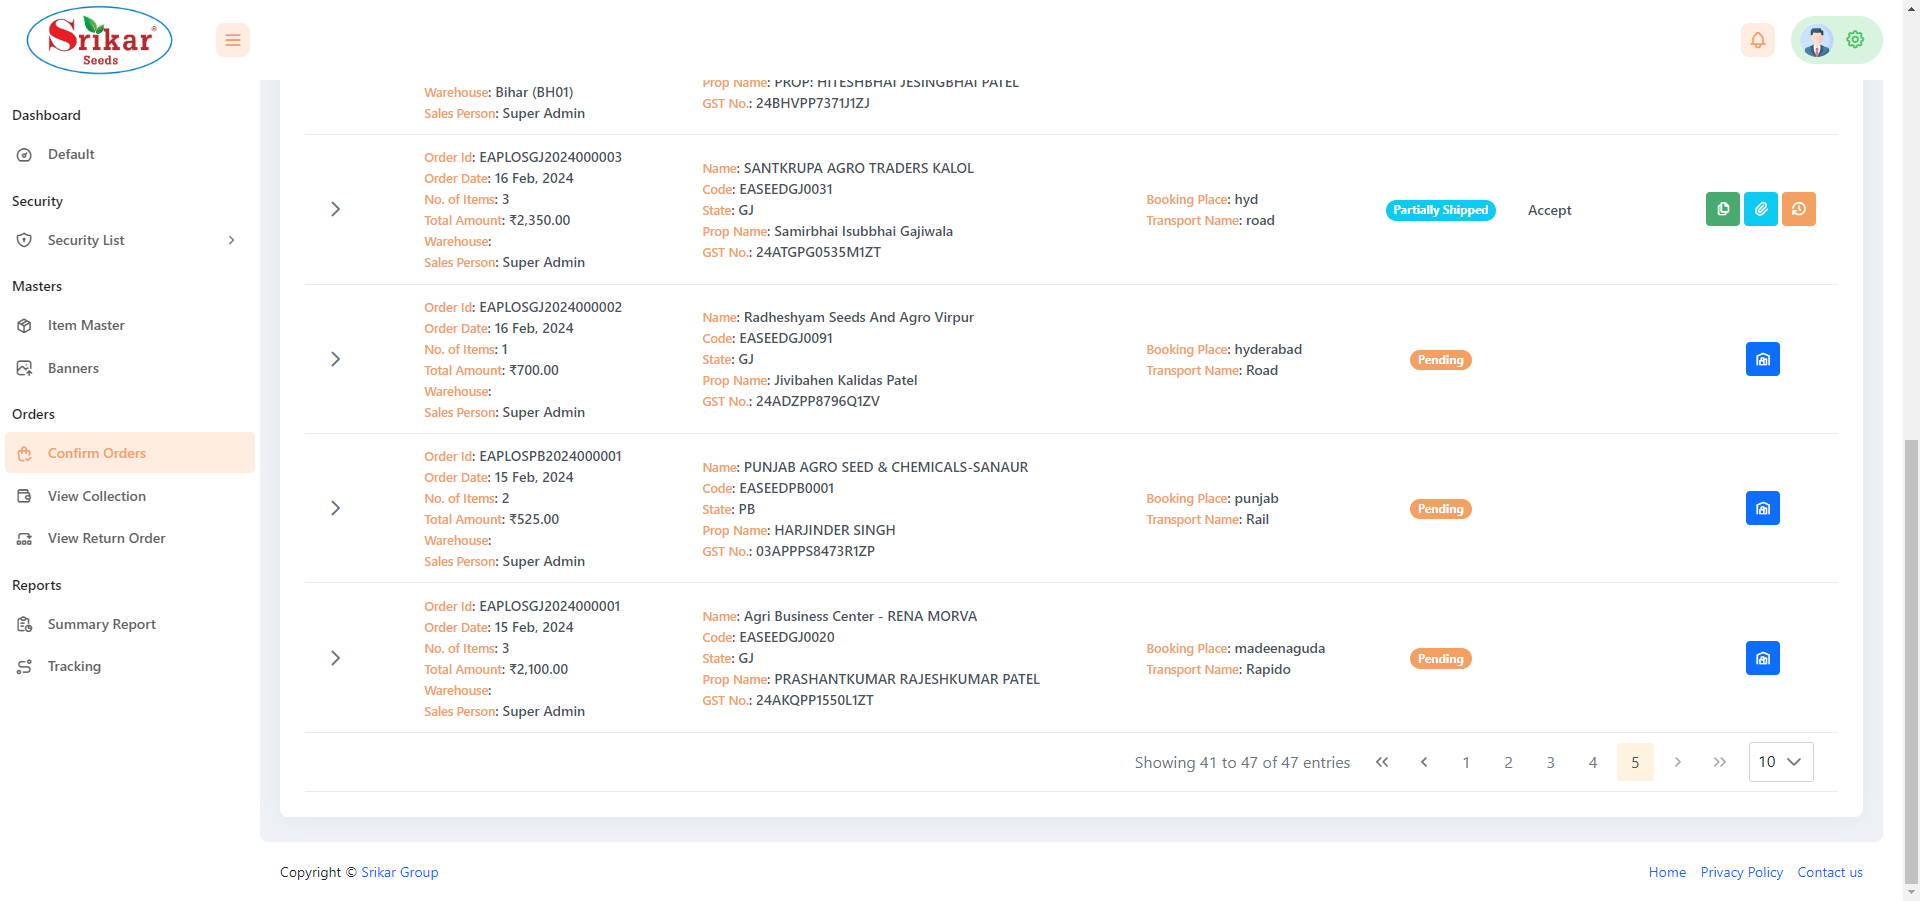 Srikar
Seeds
Dashboard
Default
Security
Security List
Masters
Item Master
Banners
Orders
Confirm Orders
View Collection
View Return Order
Reports
Summary Report
Tracking
Warehouse: Bihar (BH01)
Sales Person: Super Admin
Prop Name: PROP: HITESHBHAI JESINGBHAI PATEL
GST No.: 24BHVPP7371J1ZJ
Order Id: EAPLOSGJ2024000003
Order Date: 16 Feb, 2024
No. of Items: 3
Total Amount: ₹2,350.00
Warehouse:
Sales Person: Super Admin
Name: SANTKRUPA AGRO TRADERS KALOL
Code: EASEEDGJ0031
State: GJ
Prop Name: Samirbhai Isubbhai Gajiwala
GST No.: 24ATGPG0535M1ZT
Booking Place: hyd
Transport Name: road
Partially Shipped
Accept
Order Id: EAPLOSGJ2024000002
Order Date: 16 Feb, 2024
No. of Items: 1
Total Amount: ₹700.00
Warehouse:
Sales Person: Super Admin
Name: Radheshyam Seeds And Agro Virpur
Code: EASEEDGJ0091
State: GJ
Prop Name: Jivibahen Kalidas Patel
GST No.: 24ADZPP8796Q1ZV
Booking Place: hyderabad
Transport Name: Road
Pending
Order Id: EAPLOSPB2024000001
Order Date: 15 Feb, 2024
No. of Items: 2
Total Amount: ₹525.00
Warehouse:
Sales Person: Super Admin
Name: PUNJAB AGRO SEED & CHEMICALS-SANAUR
Code: EASEEDPB0001
State: PB
Prop Name: HARJINDER SINGH
GST No.: 03APPPS8473R1ZP
Booking Place: punjab
Transport Name: Rail
Pending
Order Id: EAPLOSGJ2024000001
Order Date: 15 Feb, 2024
No. of Items: 3
Total Amount: ₹2,100.00
Warehouse:
Sales Person: Super Admin
Name: Agri Business Center - RENA MORVA
Code: EASEEDGJ0020
State: GJ
Prop Name: PRASHANTKUMAR RAJESHKUMAR PATEL
GST No.: 24AKQPP1550L1ZT
Booking Place: madeenaguda
Transport Name: Rapido
Pending
Showing 41 to 47 of 47 entries « ‹ 1 2 3 4 5 › » 10
Copyright © Srikar Group
Home Privacy Policy Contact us